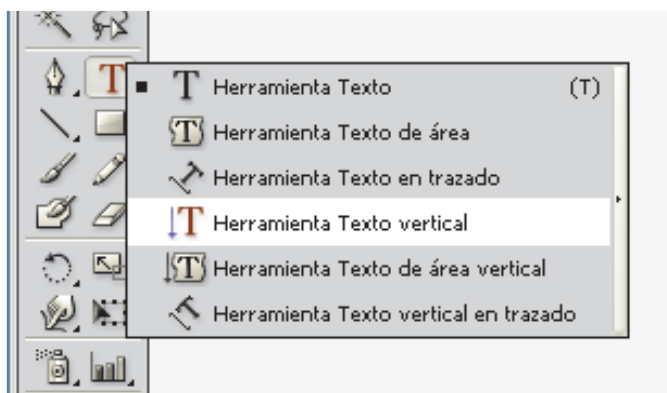 Herramienta Texto (T)
Herramienta Texto de área
Herramienta Texto en trazado
Herramienta Texto vertical
Herramienta Texto de área vertical
Herramienta Texto vertical en trazado